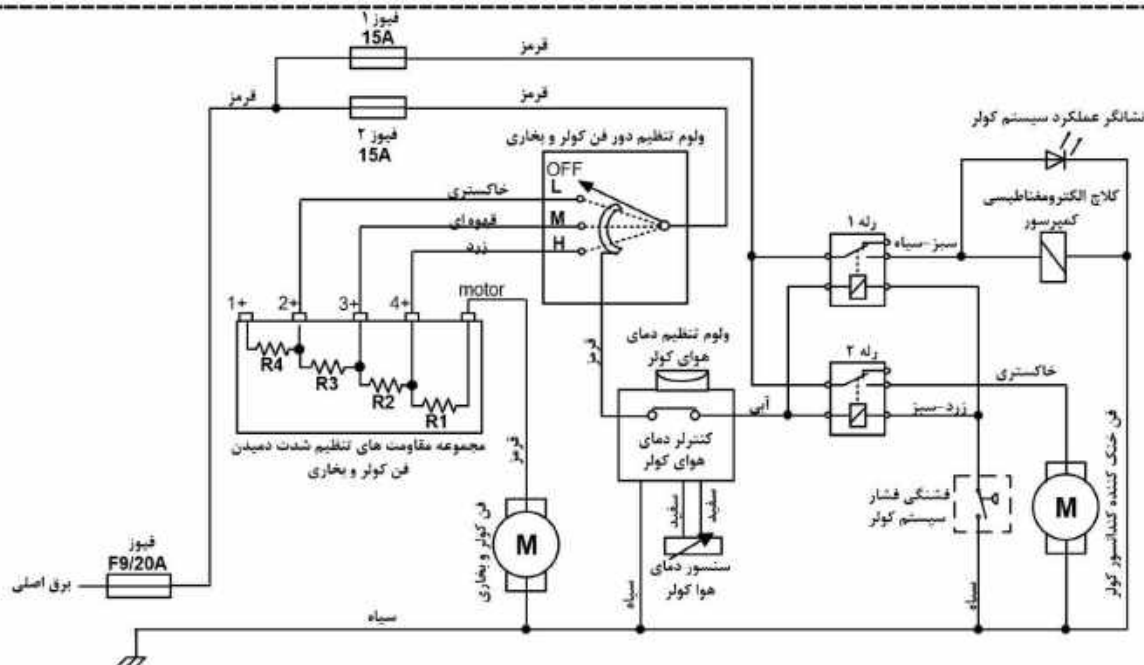 فیوز ۱
15A
قرمز
قرمز
قرمز
فیوز ۲
15A
ولوم تنظیم دور فن کولر و بخاری
OFF
L
M
H
خاکستری
قهوه ای
زرد
1+
2+
3+
4+
motor
R4
R3
R2
R1
مجموعه مقاومت های تنظیم شدت دمیدن
فن کولر و بخاری
قرمز
M
فن کولر و بخاری
قرمز
ولوم تنظیم دمای
هوای کولر
کنترلر دمای
هوای کولر
سفید
سفید
سنسور دمای
هوا کولر
سیاه
آبی
رله ۱
سبز-سیاه
رله ۲
خاکستری
زرد-سبز
نشانگر عملکرد سیستم کولر
کلاچ الکترومغناطیسی
کمپرسور
فشنگی فشار
سیستم کولر
سیاه
M
فن خنک کننده کندانسور کولر
فیوز
F9/20A
برق اصلی
سیاه